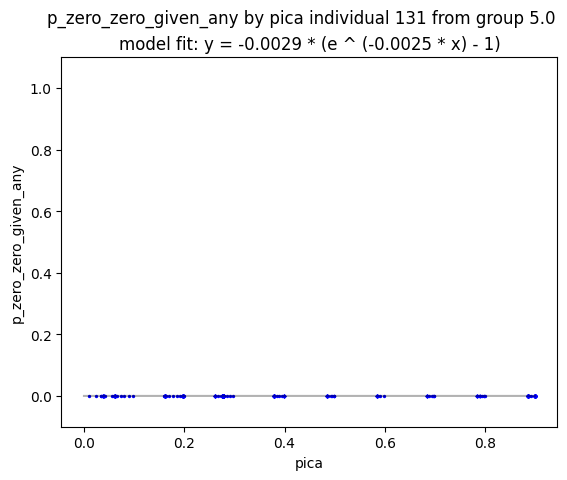 p_zero_zero_given_any by pica individual 131 from group 5.0
model fit: y = -0.0029 * (e ^ (-0.0025 * x) - 1)
1.0
0.8
0.6
0.4
0.2
0.0
p_zero_zero_given_any
0.0 0.2 0.4 0.6 0.8
pica